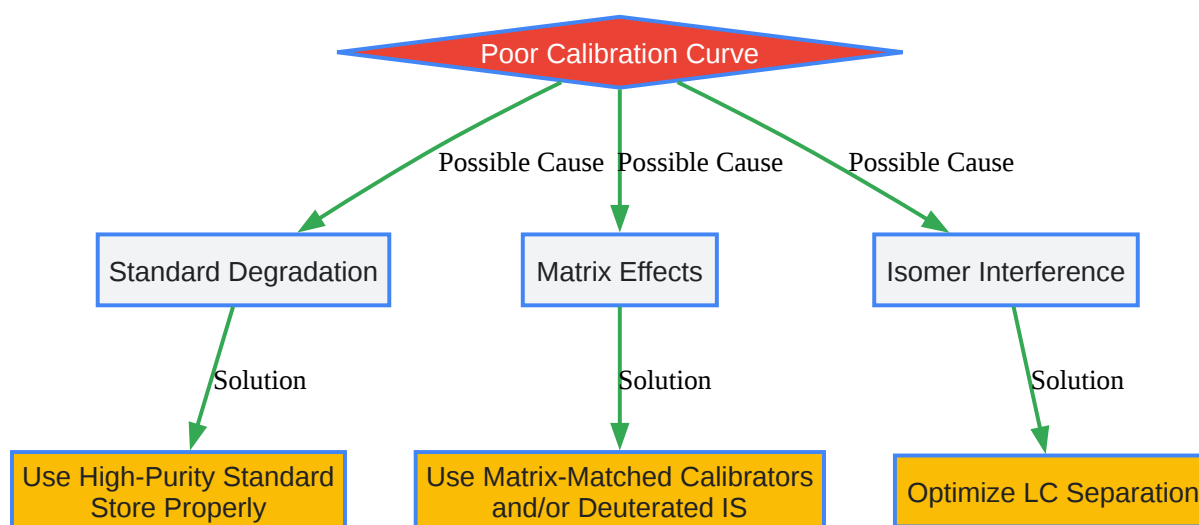 Poor Calibration Curve
Possible Cause
Possible Cause
Possible Cause
Standard Degradation
Matrix Effects
Isomer Interference
Solution
Solution
Solution
Use High-Purity Standard
Store Properly
Use Matrix-Matched Calibrators
and/or Deuterated IS
Optimize LC Separation